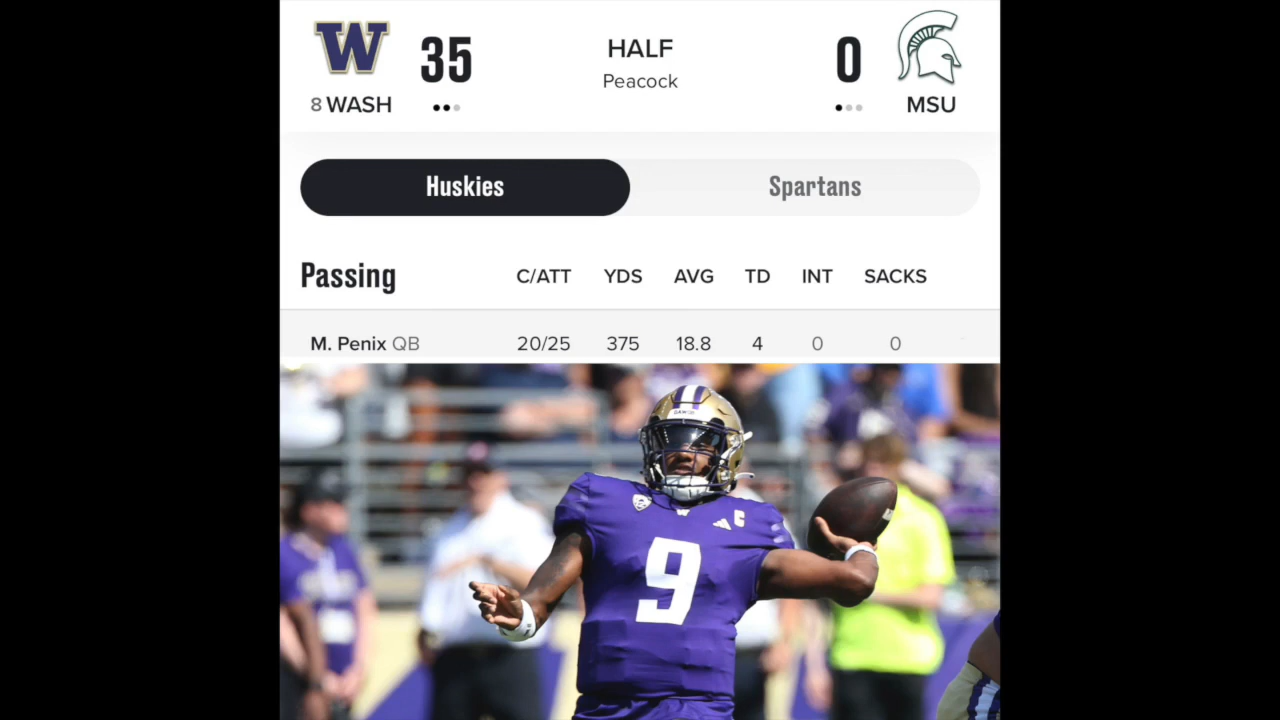 W 35 HALF 0
Peacock
8 WASH MSU
Huskies Spartans
Passing C/ATT YDS AVG TD INT SACKS
M. Penix QB 20/25 375 18.8 4 0 0
W C
9